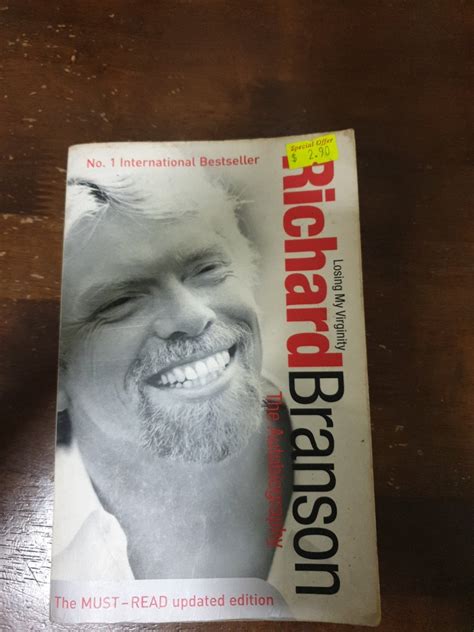 Special Offer
$ 2.90
No. 1 International Bestseller
Richard
Losing My Virginity
Branson
The Autobiography
The MUST–READ updated edition